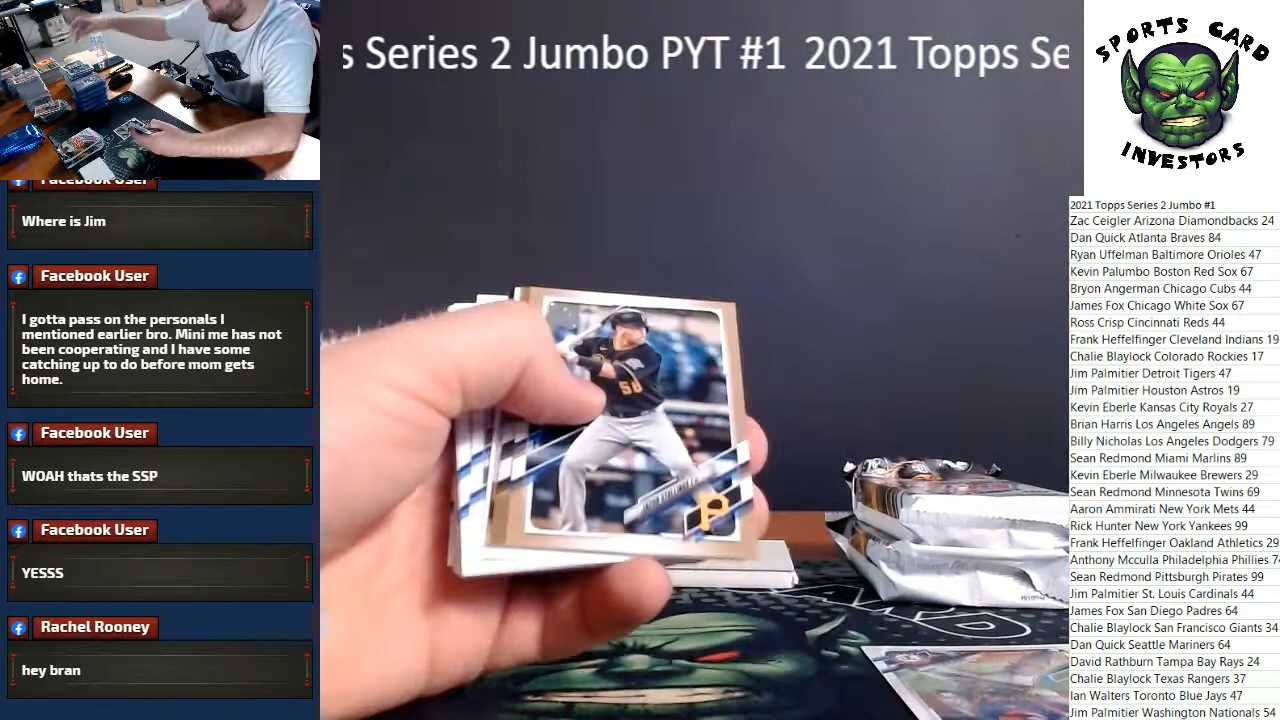 s Series 2 Jumbo PYT #1 2021 Topps Se
SPORTS CARD
INVESTORS
Facebook User
Where is Jim
Facebook User
I gotta pass on the personals I
mentioned earlier bro. Mini me has not
been cooperating and I have some
catching up to do before mom gets
home.
Facebook User
WOAH thats the SSP
Facebook User
YESSS
Rachel Rooney
hey bran
58
P
2021 Topps Series 2 Jumbo #1
Zac Ceigler Arizona Diamondbacks 24
Dan Quick Atlanta Braves 84
Ryan Uffelman Baltimore Orioles 47
Kevin Palumbo Boston Red Sox 67
Bryon Angerman Chicago Cubs 44
James Fox Chicago White Sox 67
Ross Crisp Cincinnati Reds 44
Frank Heffelfinger Cleveland Indians 19
Chalie Blaylock Colorado Rockies 17
Jim Palmitier Detroit Tigers 47
Jim Palmitier Houston Astros 19
Kevin Eberle Kansas City Royals 27
Brian Harris Los Angeles Angels 89
Billy Nicholas Los Angeles Dodgers 79
Sean Redmond Miami Marlins 89
Kevin Eberle Milwaukee Brewers 29
Sean Redmond Minnesota Twins 69
Aaron Ammirati New York Mets 44
Rick Hunter New York Yankees 99
Frank Heffelfinger Oakland Athletics 29
Anthony Mcculla Philadelphia Phillies 7
Sean Redmond Pittsburgh Pirates 99
Jim Palmitier St. Louis Cardinals 44
James Fox San Diego Padres 64
Chalie Blaylock San Francisco Giants 34
Dan Quick Seattle Mariners 64
David Rathburn Tampa Bay Rays 24
Chalie Blaylock Texas Rangers 37
Ian Walters Toronto Blue Jays 47
Jim Palmitier Washington Nationals 54